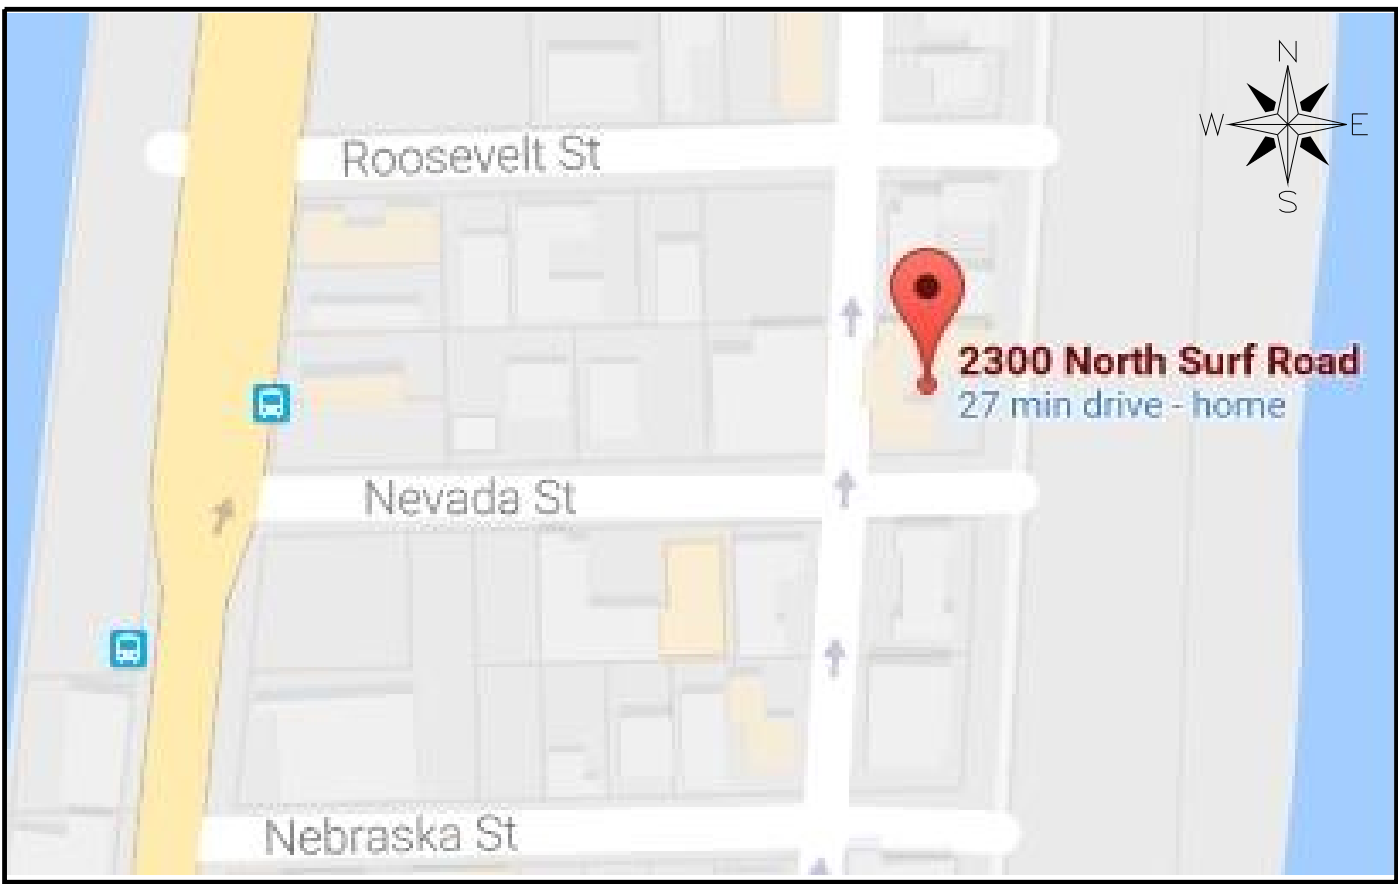 N
W E
S
Roosevelt St
2300 North Surf Road
27 min drive - home
Nevada St
Nebraska St